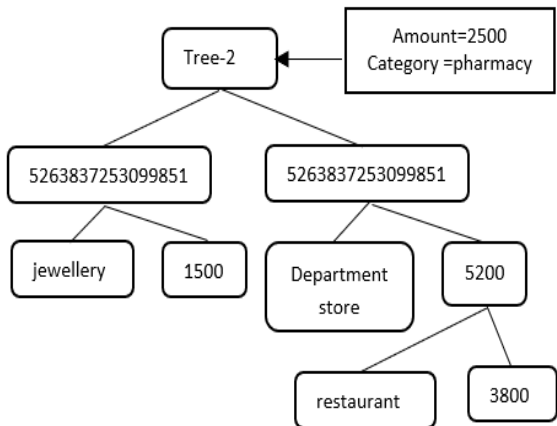 Tree-2
Amount=2500
Category =pharmacy
5263837253099851
5263837253099851
jewellery
1500
Department
store
5200
restaurant
3800